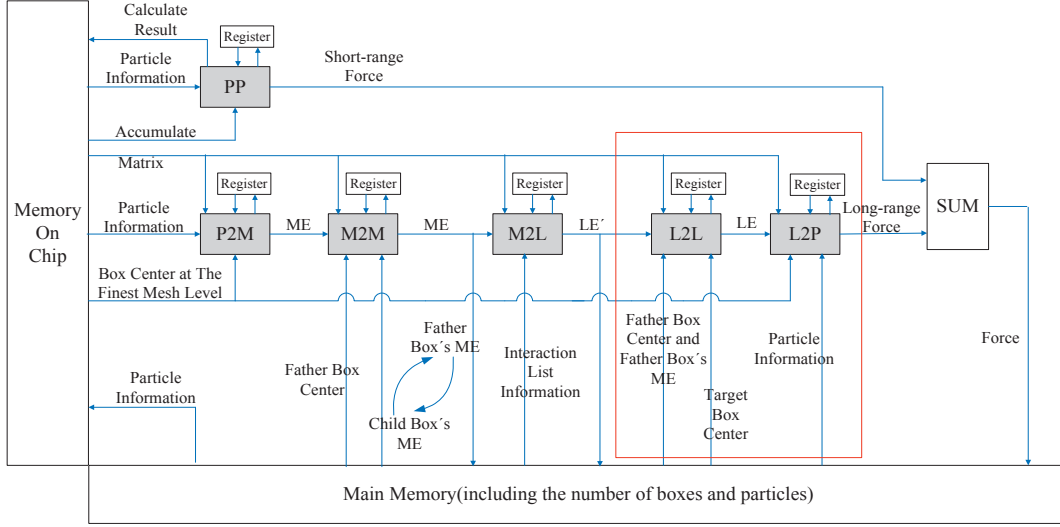 Calculate
Result
Register
Particle
Information
PP
Short-range
Force
Accumulate
Matrix
Register
Register
Register
Register
Register
Memory
On
Chip
Particle
Information
P2M
ME
M2M
ME
M2L
LE´
L2L
LE
L2P
Long-range
Force
SUM
Box Center at The
Finest Mesh Level
Father Box
Center
Father
Box´s ME
Child Box´s
ME
Interaction
List
Information
Father Box
Center and
Father Box´s
ME
Target
Box
Center
Particle
Information
Force
Particle
Information
Main Memory(including the number of boxes and particles)